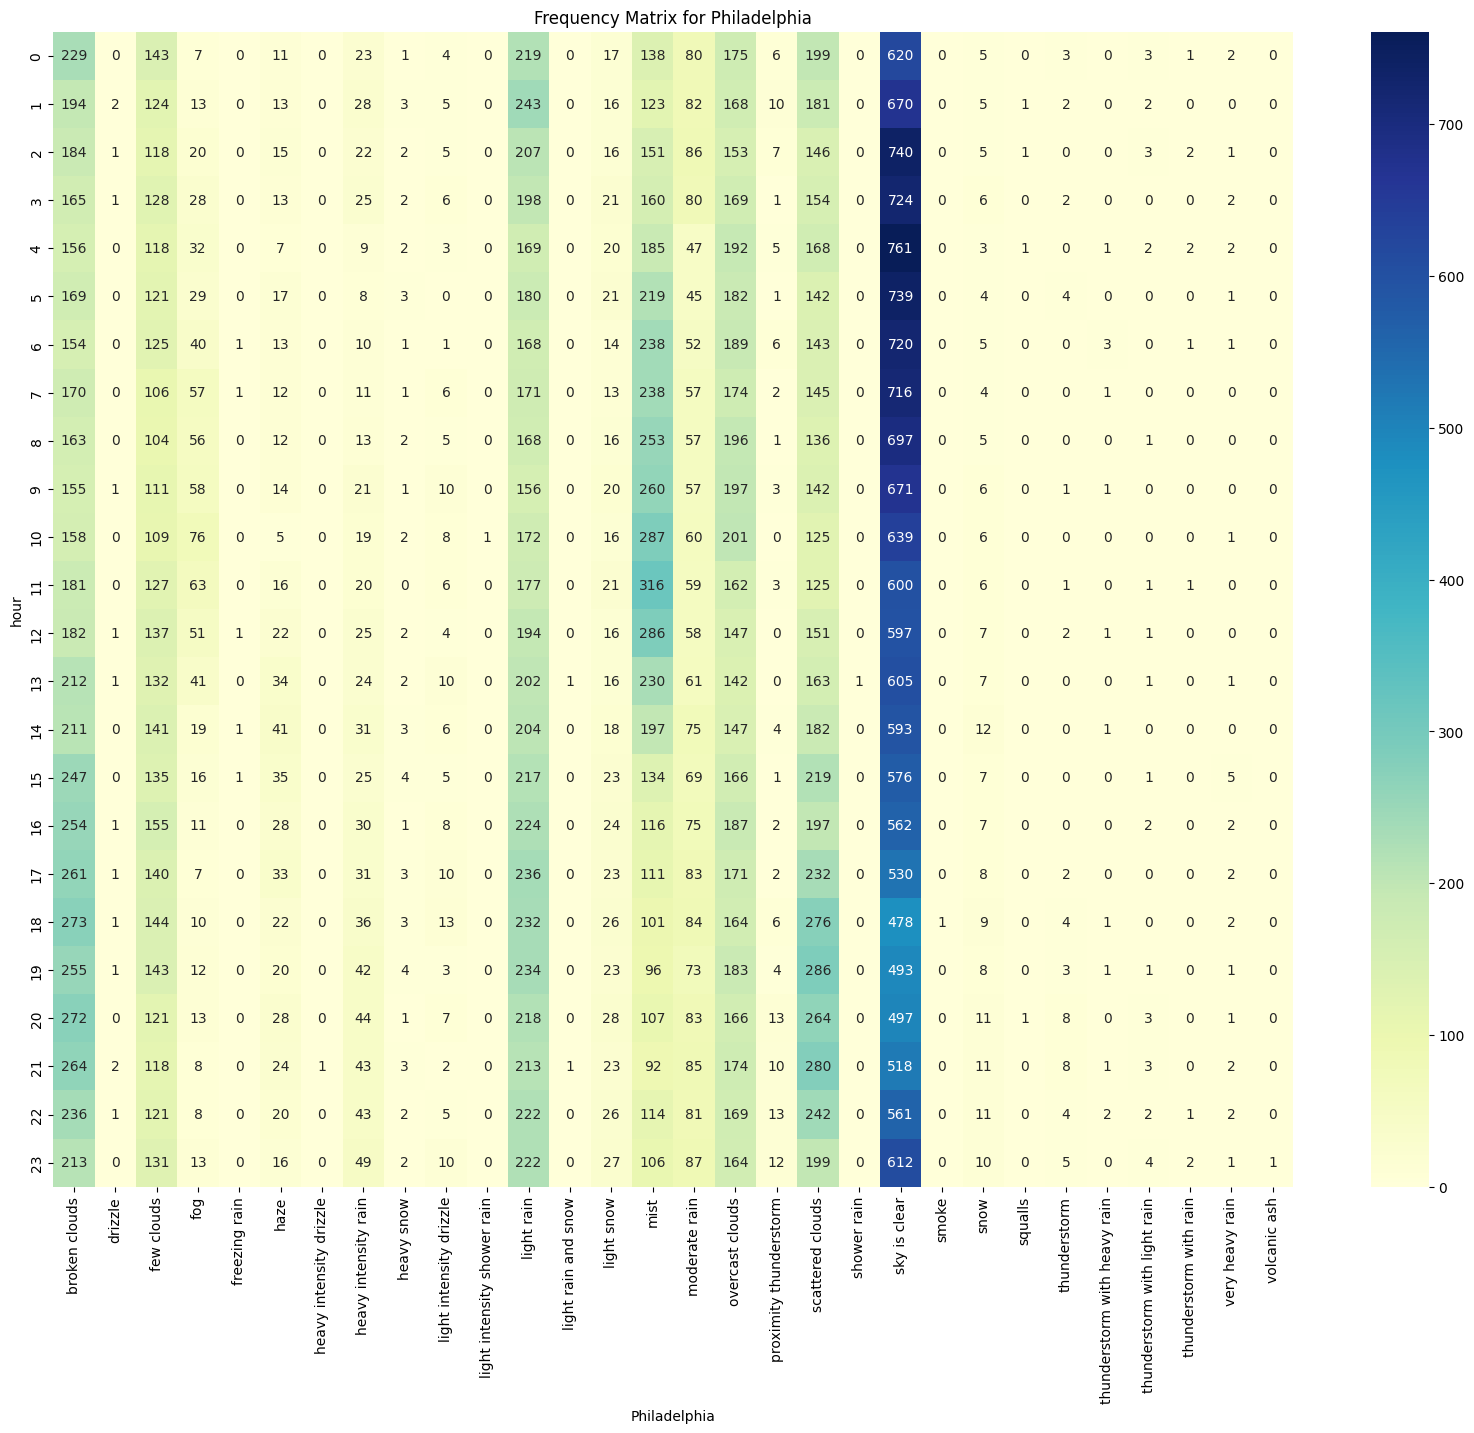 Frequency Matrix for Philadelphia
0 229 0 143 7 0 11 0 23 1 4 0 219 0 17 138 80 175 6 199 0 620 0 5 0 3 0 3 1 2 0
1 194 2 124 13 0 13 0 28 3 5 0 243 0 16 123 82 168 10 181 0 670 0 5 1 2 0 2 0 0 0
2 184 1 118 20 0 15 0 22 2 5 0 207 0 16 151 86 153 7 146 0 740 0 5 1 0 0 3 2 1 0
3 165 1 128 28 0 13 0 25 2 6 0 198 0 21 160 80 169 1 154 0 724 0 6 0 2 0 0 0 2 0
4 156 0 118 32 0 7 0 9 2 3 0 169 0 20 185 47 192 5 168 0 761 0 3 1 0 1 2 2 2 0
5 169 0 121 29 0 17 0 8 3 0 0 180 0 21 219 45 182 1 142 0 739 0 4 0 4 0 0 0 1 0
6 154 0 125 40 1 13 0 10 1 1 0 168 0 14 238 52 189 6 143 0 720 0 5 0 0 3 0 1 1 0
7 170 0 106 57 1 12 0 11 1 6 0 171 0 13 238 57 174 2 145 0 716 0 4 0 0 1 0 0 0 0
8 163 0 104 56 0 12 0 13 2 5 0 168 0 16 253 57 196 1 136 0 697 0 5 0 0 0 1 0 0 0
9 155 1 111 58 0 14 0 21 1 10 0 156 0 20 260 57 197 3 142 0 671 0 6 0 1 1 0 0 0 0
10 158 0 109 76 0 5 0 19 2 8 1 172 0 16 287 60 201 0 125 0 639 0 6 0 0 0 0 0 1 0
11 181 0 127 63 0 16 0 20 0 6 0 177 0 21 316 59 162 3 125 0 600 0 6 0 1 0 1 1 0 0
12 182 1 137 51 1 22 0 25 2 4 0 194 0 16 286 58 147 0 151 0 597 0 7 0 2 1 1 0 0 0
13 212 1 132 41 0 34 0 24 2 10 0 202 1 16 230 61 142 0 163 1 605 0 7 0 0 0 1 0 1 0
14 211 0 141 19 1 41 0 31 3 6 0 204 0 18 197 75 147 4 182 0 593 0 12 0 0 1 0 0 0 0
15 247 0 135 16 1 35 0 25 4 5 0 217 0 23 134 69 166 1 219 0 576 0 7 0 0 0 1 0 5 0
16 254 1 155 11 0 28 0 30 1 8 0 224 0 24 116 75 187 2 197 0 562 0 7 0 0 0 2 0 2 0
17 261 1 140 7 0 33 0 31 3 10 0 236 0 23 111 83 171 2 232 0 530 0 8 0 2 0 0 0 2 0
18 273 1 144 10 0 22 0 36 3 13 0 232 0 26 101 84 164 6 276 0 478 1 9 0 4 1 0 0 2 0
19 255 1 143 12 0 20 0 42 4 3 0 234 0 23 96 73 183 4 286 0 493 0 8 0 3 1 1 0 1 0
20 272 0 121 13 0 28 0 44 1 7 0 218 0 28 107 83 166 13 264 0 497 0 11 1 8 0 3 0 1 0
21 264 2 118 8 0 24 1 43 3 2 0 213 1 23 92 85 174 10 280 0 518 0 11 0 8 1 3 0 2 0
22 236 1 121 8 0 20 0 43 2 5 0 222 0 26 114 81 169 13 242 0 561 0 11 0 4 2 2 1 2 0
23 213 0 131 13 0 16 0 49 2 10 0 222 0 27 106 87 164 12 199 0 612 0 10 0 5 0 4 2 1 1
hour
broken clouds
drizzle
few clouds
fog
freezing rain
haze
heavy intensity drizzle
heavy intensity rain
heavy snow
light intensity drizzle
light intensity shower rain
light rain
light rain and snow
light snow
mist
moderate rain
overcast clouds
proximity thunderstorm
scattered clouds
shower rain
sky is clear
smoke
snow
squalls
thunderstorm
thunderstorm with heavy rain
thunderstorm with light rain
thunderstorm with rain
very heavy rain
volcanic ash
Philadelphia
700
600
500
400
300
200
100
0